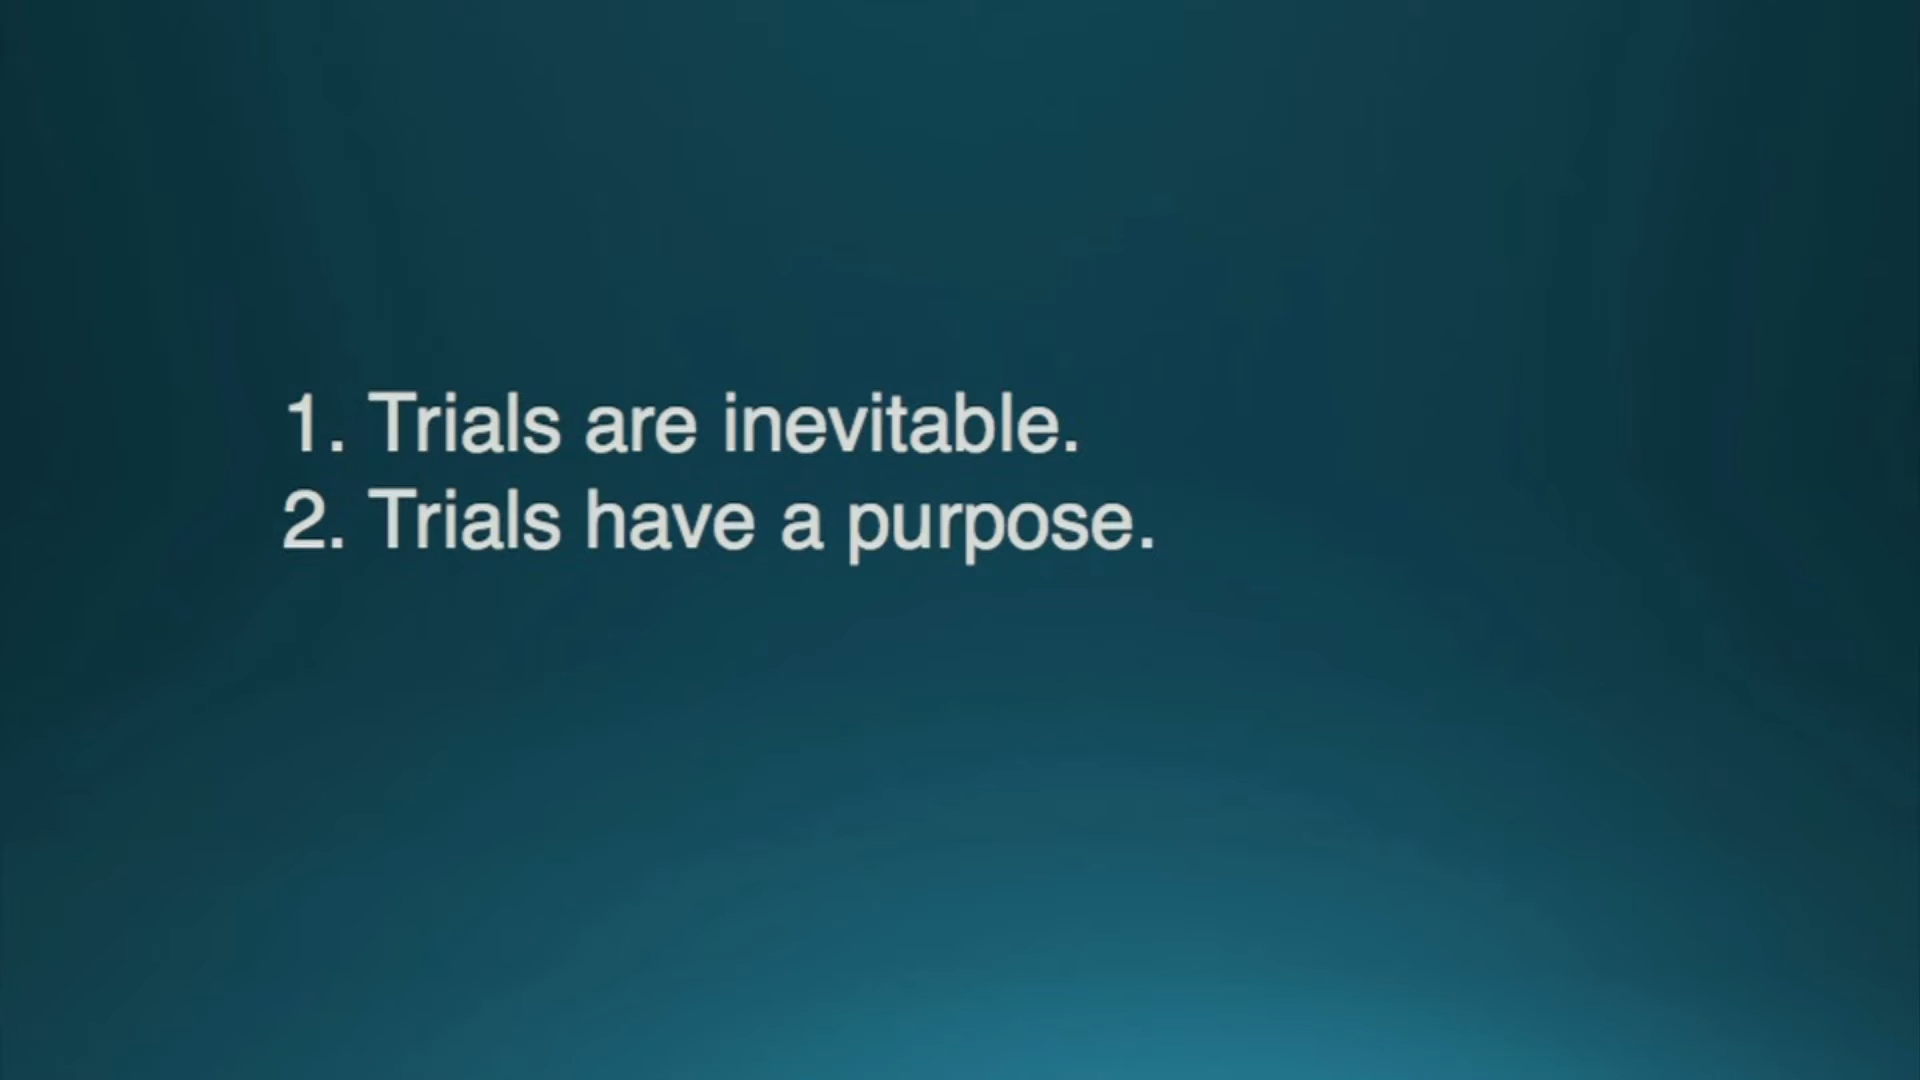 1. Trials are inevitable.
2. Trials have a purpose.